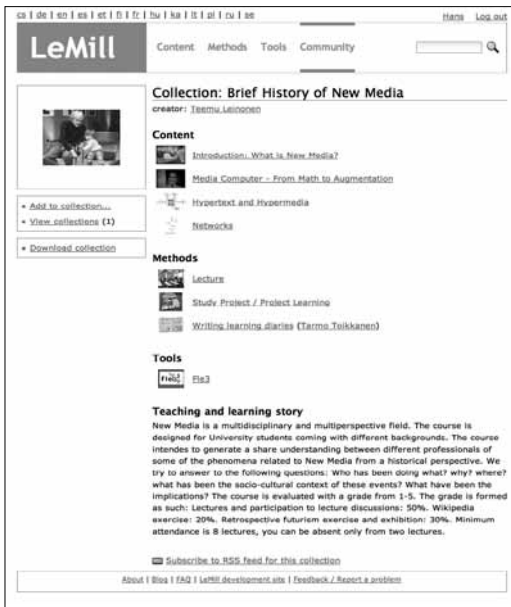 cs | de | en | es | et | fi | fr | hu | ka | lt | pl | ru | se
Hans Log out
LeMill
Content Methods Tools Community
Collection: Brief History of New Media
creator: Teemu Leinonen
Content
Introduction: What is New Media?
Media Computer - From Math to Augmentation
Hypertext and Hypermedia
Networks
Add to collection...
View collections (1)
Download collection
Methods
Lecture
Study Project / Project Learning
Writing learning diaries (Tarmo Toikkanen)
Tools
Fle3
Fle3
Teaching and learning story
New Media is a multidisciplinary and multiperspective field. The course is
designed for University students coming with different backgrounds. The course
intendes to generate a share understanding between different professionals of
some of the phenomena related to New Media from a historical perspective. We
try to answer to the following questions: Who has been doing what? why? where?
what has been the socio-cultural context of these events? What have been the
implications? The course is evaluated with a grade from 1-5. The grade is formed
as such: Lectures and participation to lecture discussions: 50%. Wikipedia
exercise: 20%. Retrospective futurism exercise and exhibition: 30%. Minimum
attendance is 8 lectures, you can be absent only from two lectures.
Subscribe to RSS feed for this collection
About | Blog | FAQ | LeMill development site | Feedback / Report a problem